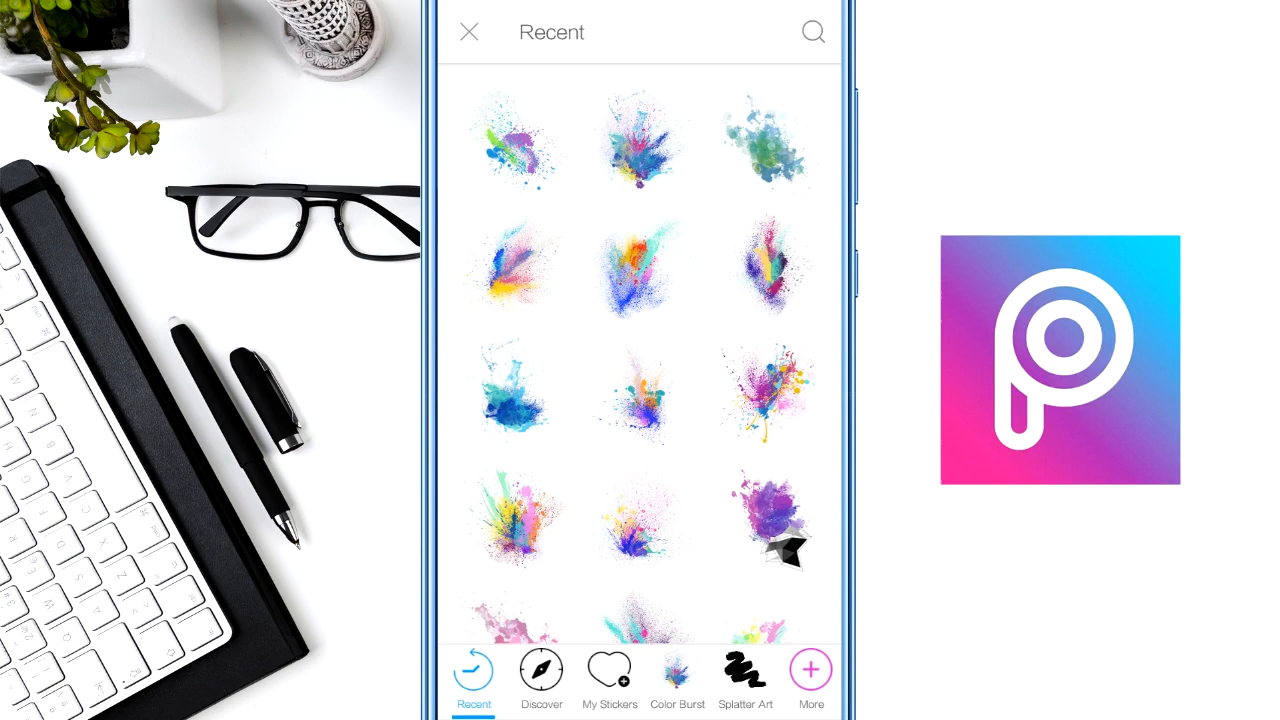 Recent
Recent
Discover
My Stickers
Color Burst
Splatter Art
More